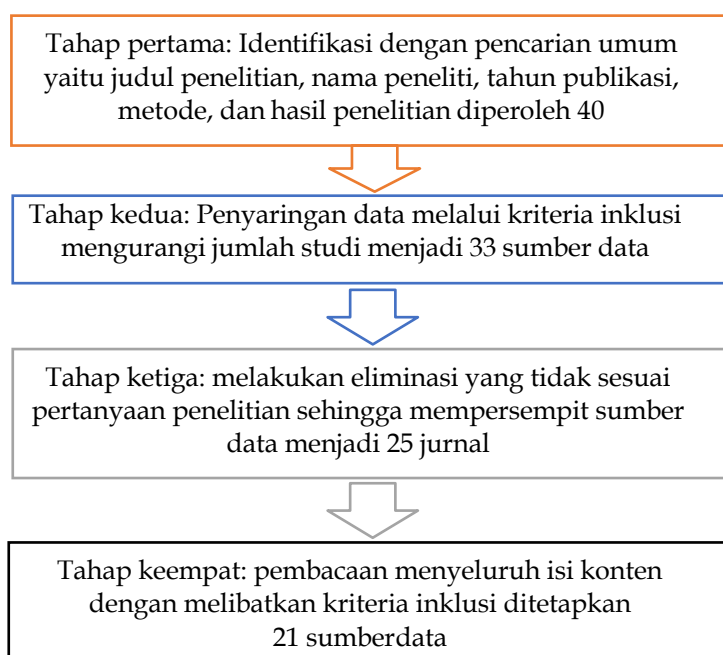 Tahap pertama: Identifikasi dengan pencarian umum
yaitu judul penelitian, nama peneliti, tahun publikasi,
metode, dan hasil penelitian diperoleh 40
Tahap kedua: Penyaringan data melalui kriteria inklusi
mengurangi jumlah studi menjadi 33 sumber data
Tahap ketiga: melakukan eliminasi yang tidak sesuai
pertanyaan penelitian sehingga mempersempit sumber
data menjadi 25 jurnal
Tahap keempat: pembacaan menyeluruh isi konten
dengan melibatkan kriteria inklusi ditetapkan
21 sumberdata